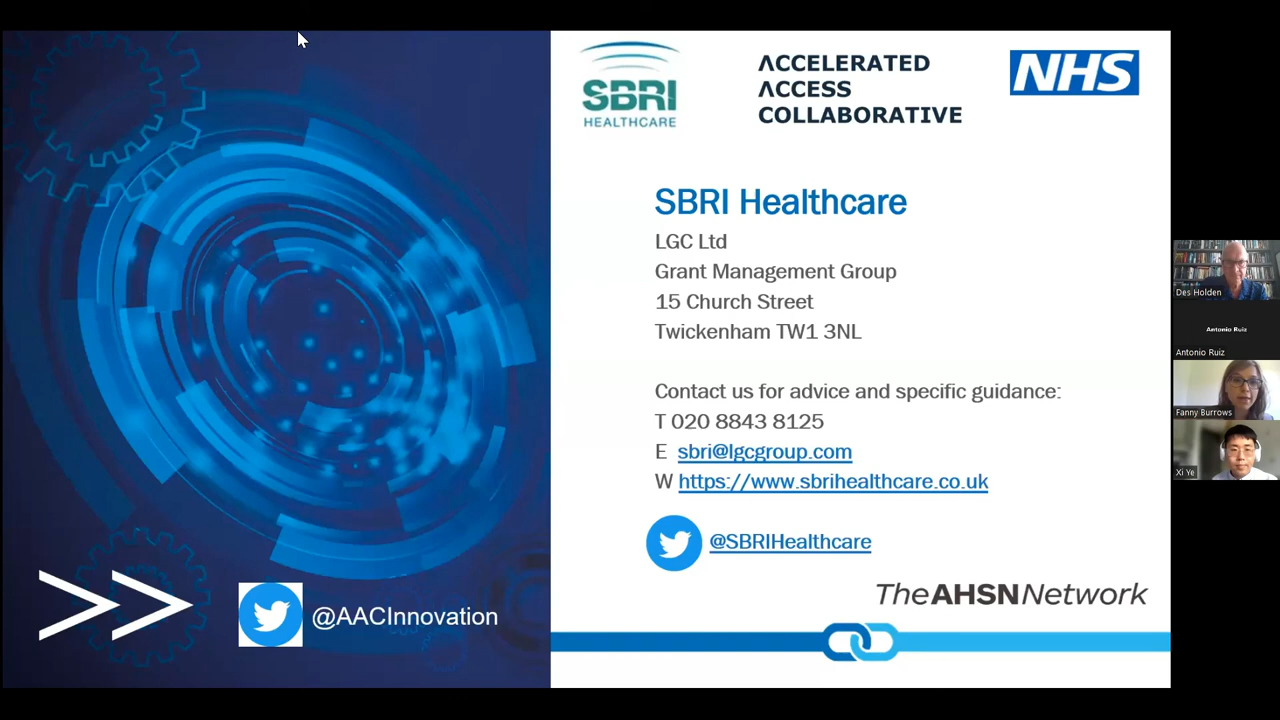 SBRI
HEALTHCARE
ΛCCELERATED
ΛCCESS
COLLABORATIVE
NHS
SBRI Healthcare
LGC Ltd
Grant Management Group
15 Church Street
Twickenham TW1 3NL
Contact us for advice and specific guidance:
T 020 8843 8125
E sbri@lgcgroup.com
W https://www.sbrihealthcare.co.uk
@SBRIHealthcare
TheAHSNNetwork
>>
@AACInnovation
Des Holden
Antonio Ruiz
Antonio Ruiz
Fanny Burrows
Xi Ye